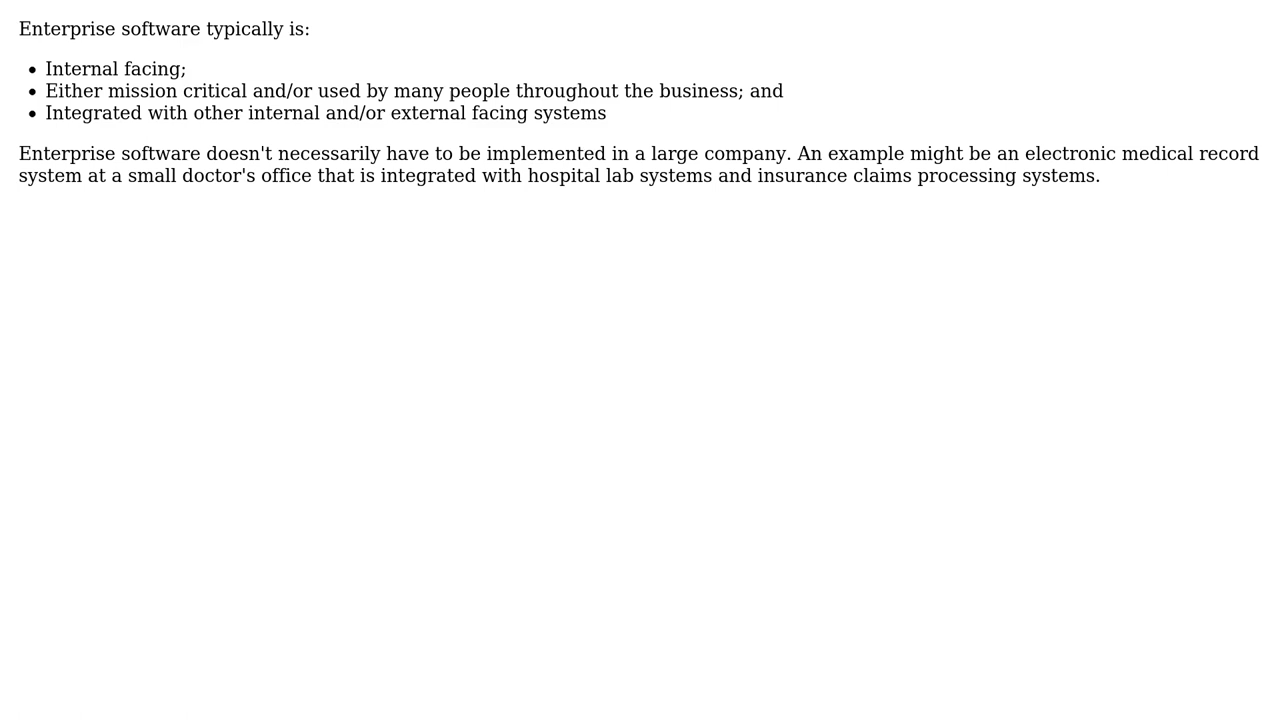 Enterprise software typically is:
• Internal facing;
• Either mission critical and/or used by many people throughout the business; and
• Integrated with other internal and/or external facing systems
Enterprise software doesn't necessarily have to be implemented in a large company. An example might be an electronic medical record
system at a small doctor's office that is integrated with hospital lab systems and insurance claims processing systems.